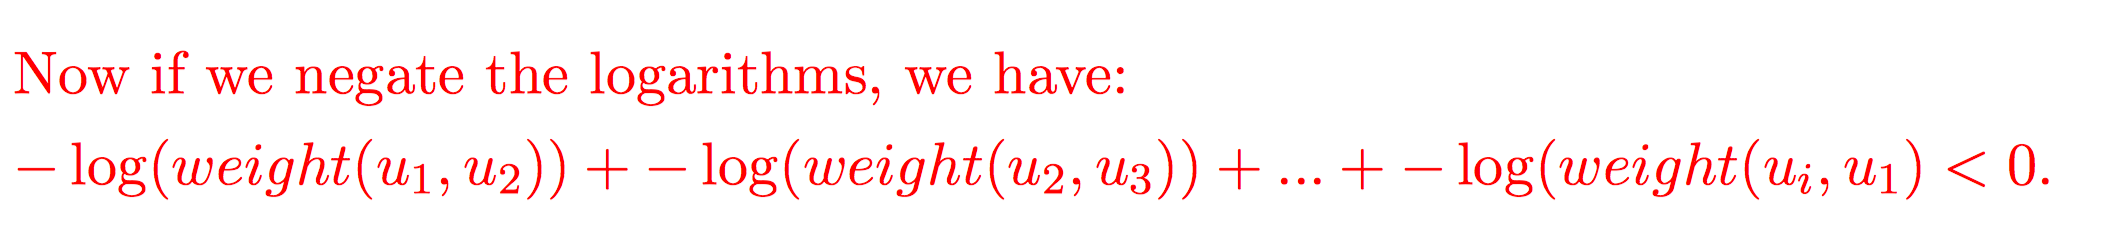 Now if we negate the logarithms, we have:
− log(weight(u₁, u₂)) + − log(weight(u₂, u₃)) + ... + − log(weight(uᵢ, u₁) < 0.